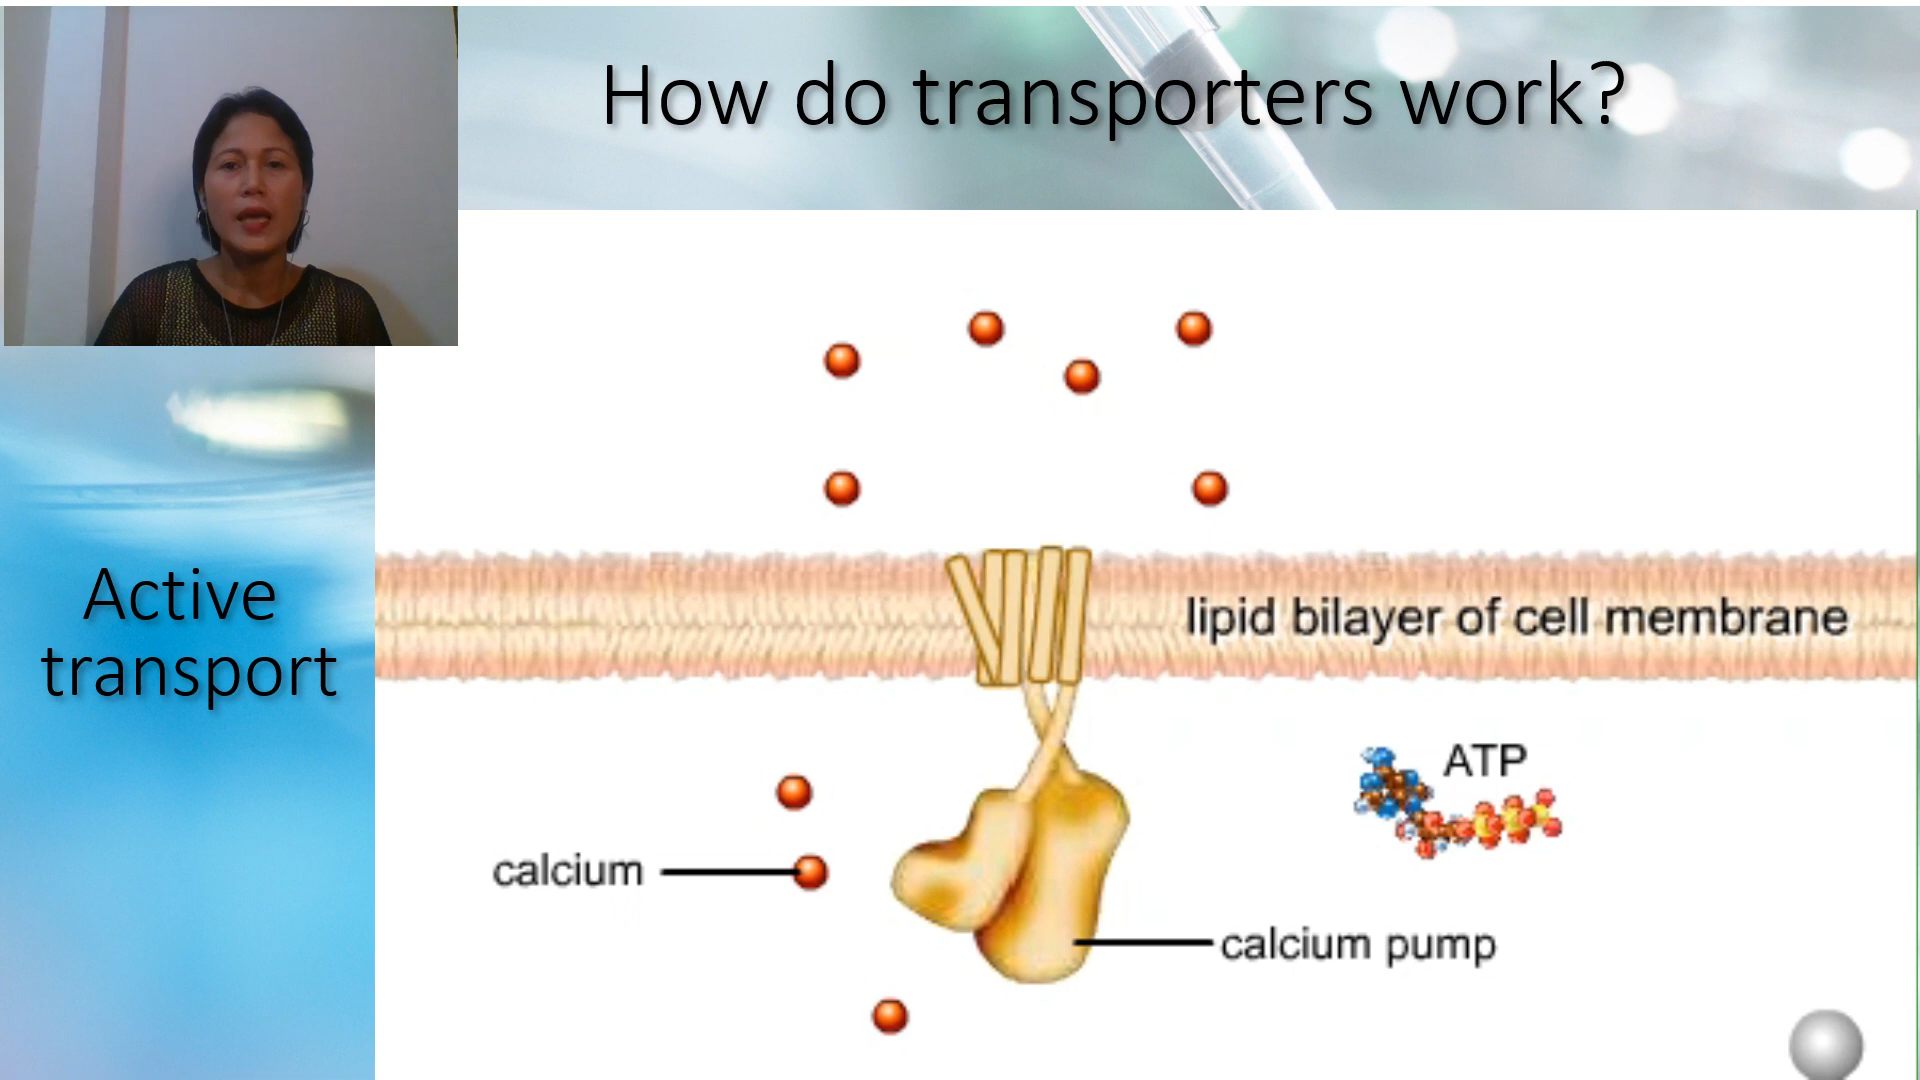 How do transporters work?
Active
transport
lipid bilayer of cell membrane
ATP
calcium
calcium pump